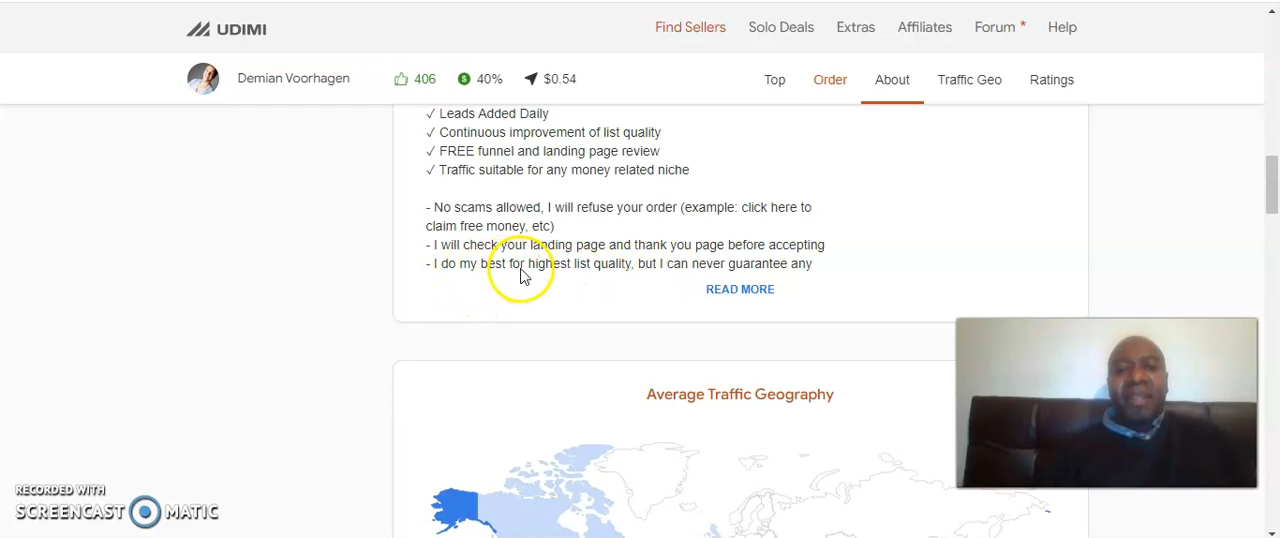 UDIMI
Find Sellers Solo Deals Extras Affiliates Forum * Help
Demian Voorhagen 406 40% $0.54 Top Order About Traffic Geo Ratings
✓ Leads Added Daily
✓ Continuous improvement of list quality
✓ FREE funnel and landing page review
✓ Traffic suitable for any money related niche
- No scams allowed, I will refuse your order (example: click here to
claim free money, etc)
- I will check your landing page and thank you page before accepting
- I do my best for highest list quality, but I can never guarantee any
READ MORE
Average Traffic Geography
RECORDED WITH
SCREENCAST MATIC